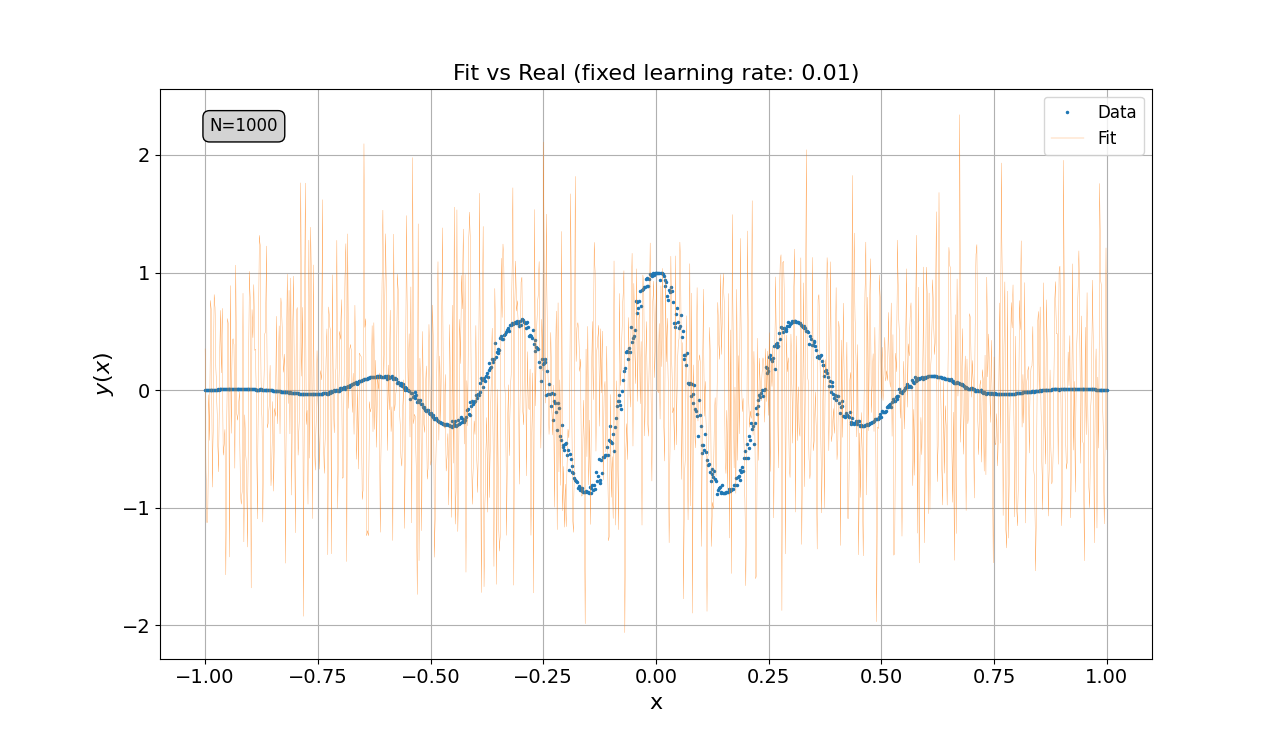 Fit vs Real (fixed learning rate: 0.01)
N=1000
Data
Fit
2
1
0
−1
−2
y(x)
−1.00 −0.75 −0.50 −0.25 0.00 0.25 0.50 0.75 1.00
x